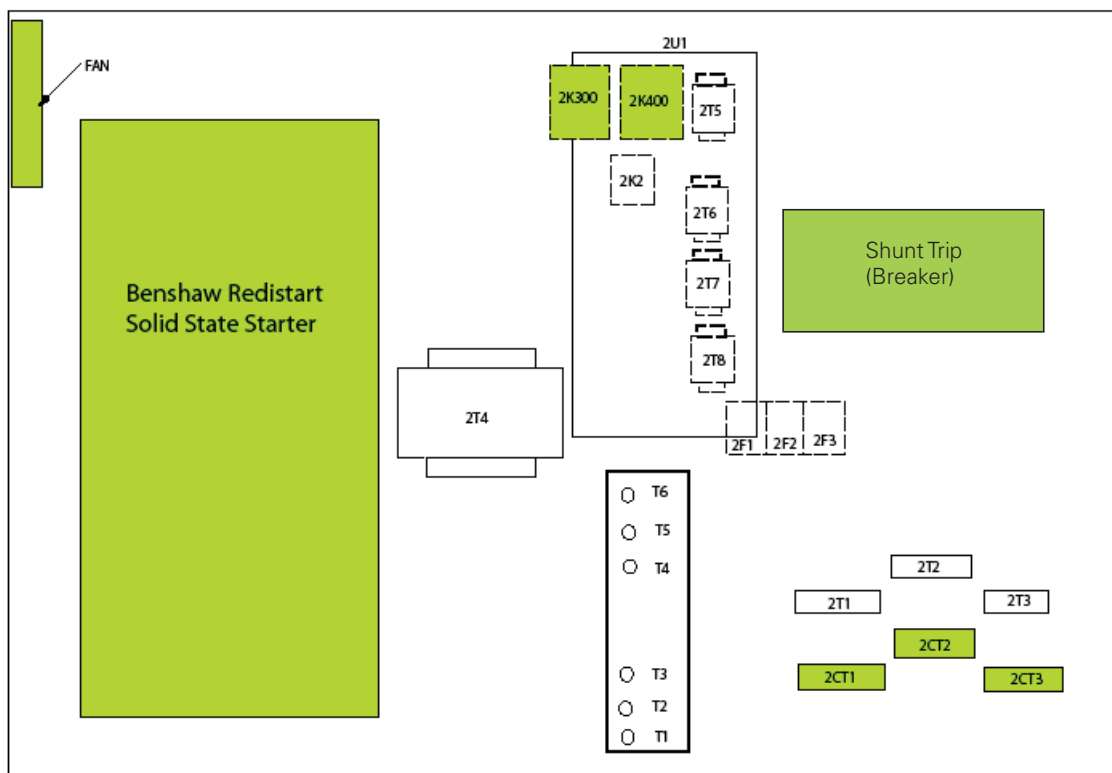 2U1
FAN
2K300
2K400
2T5
2K2
2T6
Shunt Trip
(Breaker)
2T7
Benshaw Redistart
Solid State Starter
2T8
2T4
2F1
2F2
2F3
T6
T5
T4
2T2
2T1
2T3
2CT2
T3
2CT1
2CT3
T2
T1